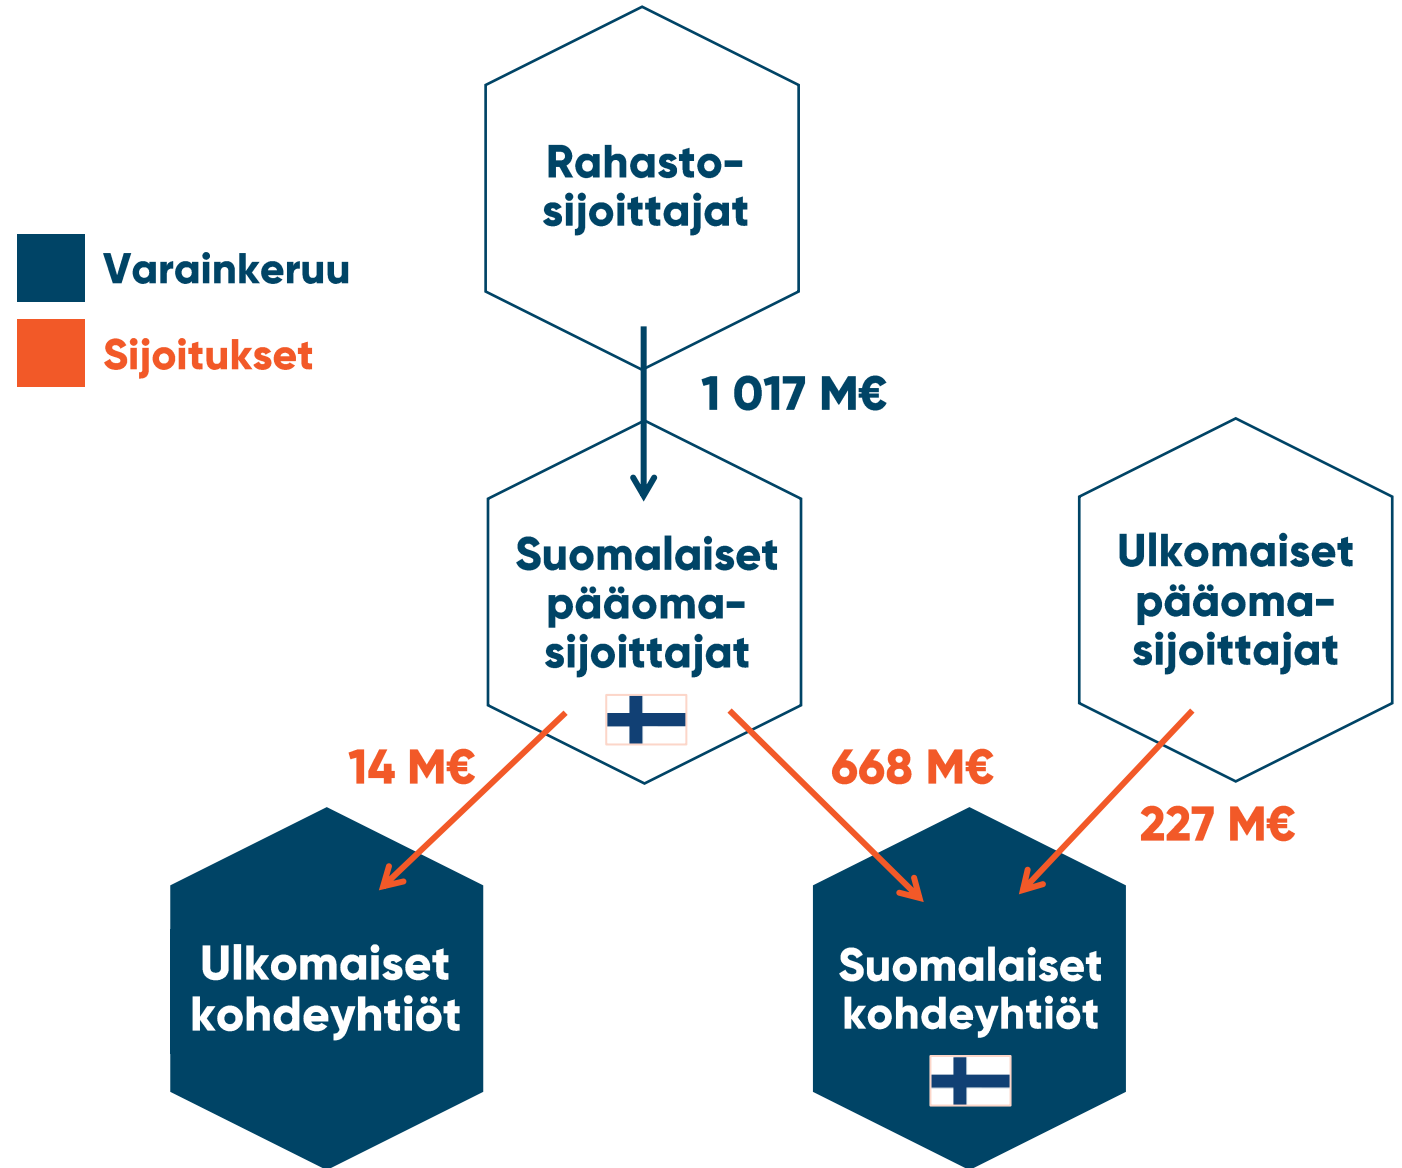 Rahasto-
sijoittajat
Varainkeruu
Sijoitukset
1 017 M€
Suomalaiset
pääoma-
sijoittajat
Ulkomaiset
pääoma-
sijoittajat
14 M€
668 M€
227 M€
Ulkomaiset
kohdeyhtiöt
Suomalaiset
kohdeyhtiöt